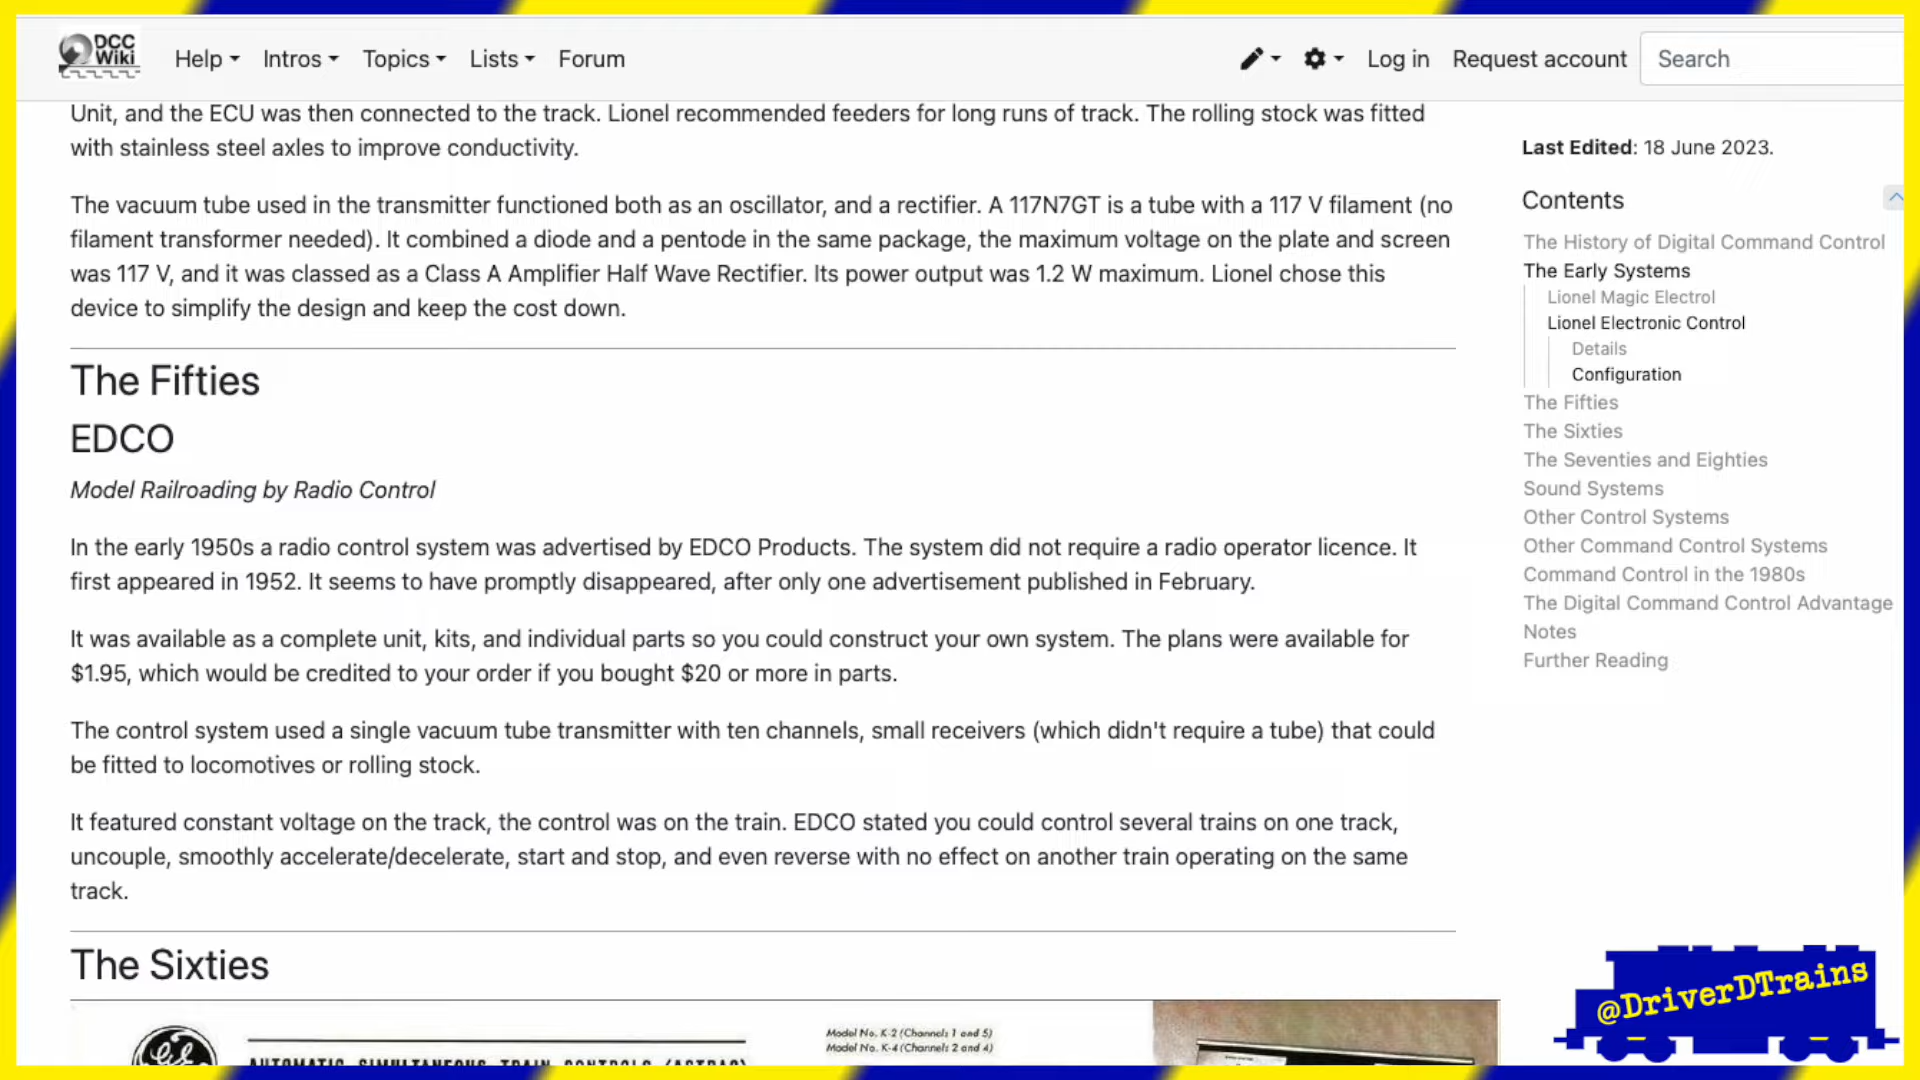 DCC
Wiki
Help
Intros
Topics
Lists
Forum
Log in
Request account
Search
Unit, and the ECU was then connected to the track. Lionel recommended feeders for long runs of track. The rolling stock was fitted
with stainless steel axles to improve conductivity.
The vacuum tube used in the transmitter functioned both as an oscillator, and a rectifier. A 117N7GT is a tube with a 117 V filament (no
filament transformer needed). It combined a diode and a pentode in the same package, the maximum voltage on the plate and screen
was 117 V, and it was classed as a Class A Amplifier Half Wave Rectifier. Its power output was 1.2 W maximum. Lionel chose this
device to simplify the design and keep the cost down.
The Fifties
EDCO
Model Railroading by Radio Control
In the early 1950s a radio control system was advertised by EDCO Products. The system did not require a radio operator licence. It
first appeared in 1952. It seems to have promptly disappeared, after only one advertisement published in February.
It was available as a complete unit, kits, and individual parts so you could construct your own system. The plans were available for
$1.95, which would be credited to your order if you bought $20 or more in parts.
The control system used a single vacuum tube transmitter with ten channels, small receivers (which didn't require a tube) that could
be fitted to locomotives or rolling stock.
It featured constant voltage on the track, the control was on the train. EDCO stated you could control several trains on one track,
uncouple, smoothly accelerate/decelerate, start and stop, and even reverse with no effect on another train operating on the same
track.
The Sixties
AUTOMATIC SIMULTANEOUS TRAIN CONTROLS (ASTRAC)
Model No. K-2 (Channels 1 and 5)
Model No. K-4 (Channels 2 and 4)
Last Edited: 18 June 2023.
Contents
The History of Digital Command Control
The Early Systems
Lionel Magic Electrol
Lionel Electronic Control
Details
Configuration
The Fifties
The Sixties
The Seventies and Eighties
Sound Systems
Other Control Systems
Other Command Control Systems
Command Control in the 1980s
The Digital Command Control Advantage
Notes
Further Reading
@DriverDTrains